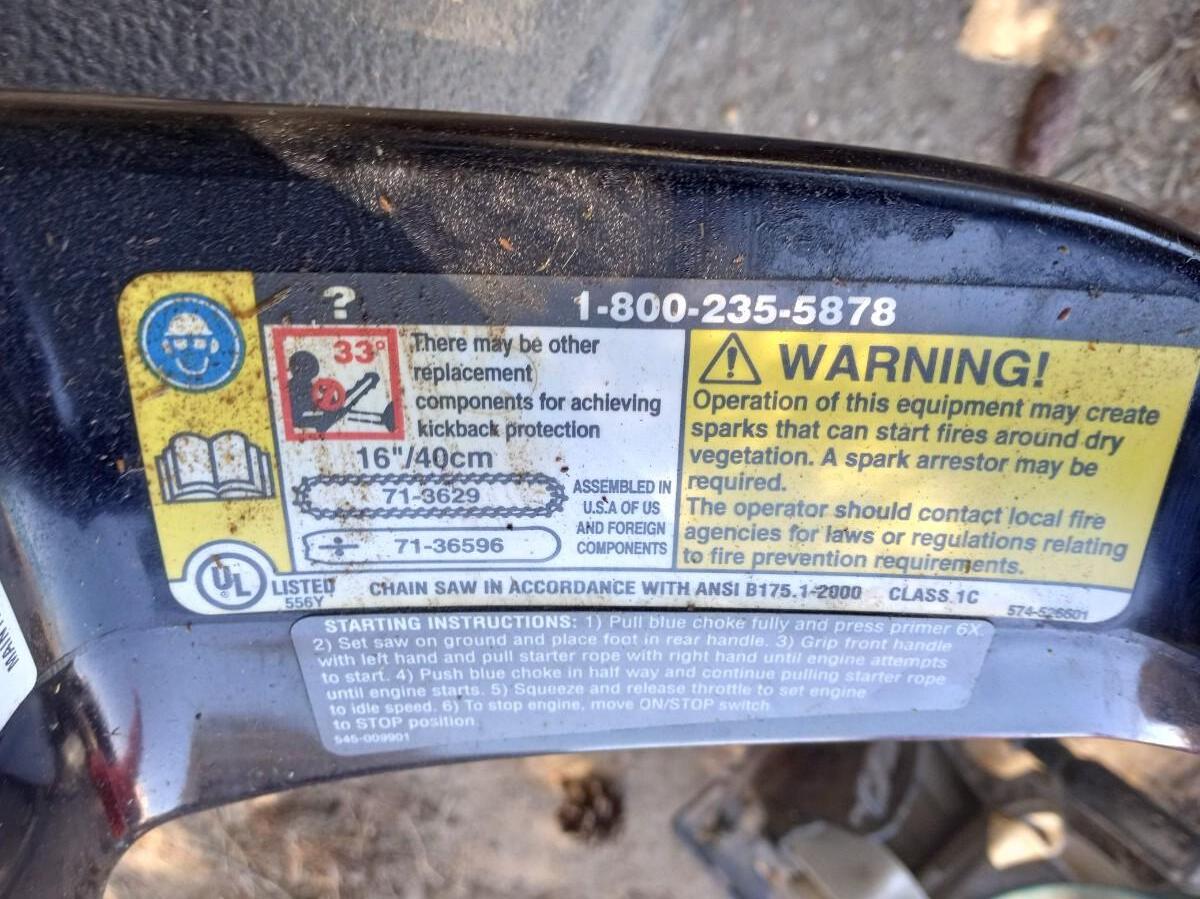 ?
1-800-235-5878
33º
There may be other
replacement
components for achieving
kickback protection
16"/40cm
71-3629
71-36596
ASSEMBLED IN
U.S.A OF US
AND FOREIGN
COMPONENTS
WARNING!
Operation of this equipment may create
sparks that can start fires around dry
vegetation. A spark arrestor may be
required.
The operator should contact local fire
agencies for laws or regulations relating
to fire prevention requirements.
UL LISTED
556Y
CHAIN SAW IN ACCORDANCE WITH ANSI B175.1-2000 CLASS 1C
574-526601
STARTING INSTRUCTIONS: 1) Pull blue choke fully and press primer 6X.
2) Set saw on ground and place foot in rear handle. 3) Grip front handle
with left hand and pull starter rope with right hand until engine attempts
to start. 4) Push blue choke in half way and continue pulling starter rope
until engine starts. 5) Squeeze and release throttle to set engine
to idle speed. 6) To stop engine, move ON/STOP switch
to STOP position
545-009901